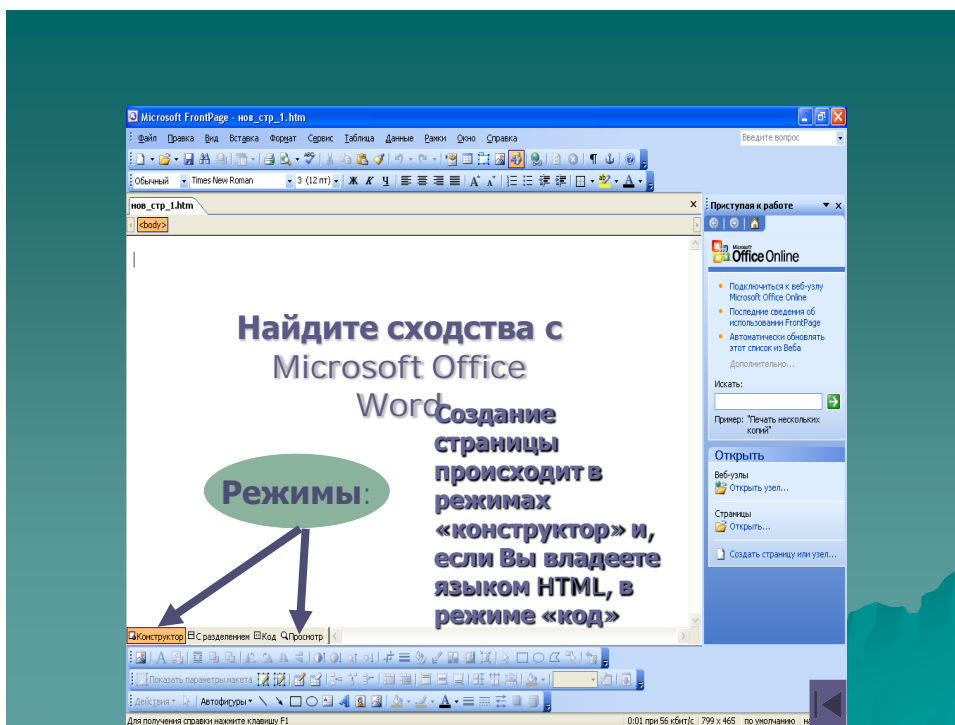 Microsoft FrontPage - нов_стр_1.htm
Файл Правка Вид Вставка Формат Сервис Таблица Данные Рамки Окно Справка
Введите вопрос
Обычный Times New Roman 3 (12 пт) Ж К Ч
нов_стр_1.htm
<body>
Приступая к работе
Microsoft
Office Online
Подключиться к веб-узлу
Microsoft Office Online
Последние сведения об
использовании FrontPage
Автоматически обновлять
этот список из Веба
Дополнительно...
Искать:
Пример: "Печать нескольких
копий"
Открыть
Веб-узлы
Открыть узел...
Страницы
Открыть...
Создать страницу или узел...
Найдите сходства с
Microsoft Office
Word
Создание
страницы
происходит в
режимах
«конструктор» и,
если Вы владеете
языком HTML, в
режиме «код»
Режимы:
Конструктор С разделением Код Просмотр
Показать параметры макета
Действия Автофигуры
Для получения справки нажмите клавишу F1
0:01 при 56 кбит/с 799 x 465 по умолчанию